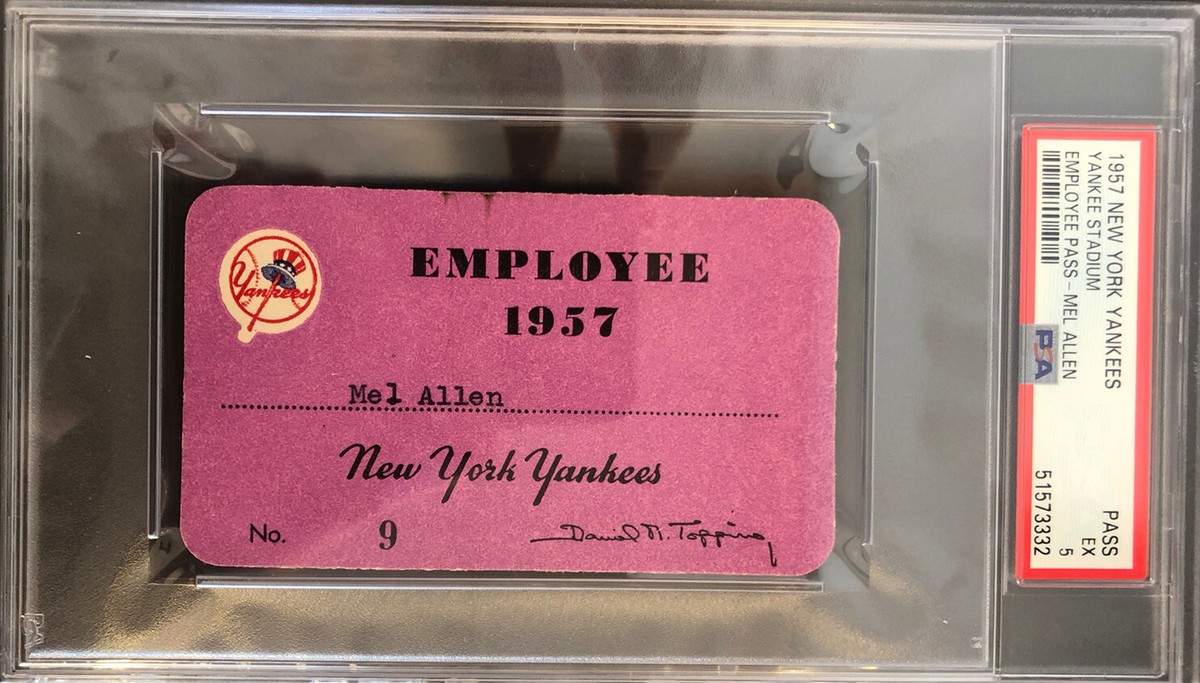 Yankees
EMPLOYEE
1957
Mel Allen
New York Yankees
No. 9
Daniel R. Topping
1957 NEW YORK YANKEES
YANKEE STADIUM PASS
EMPLOYEE PASS - MEL ALLEN EX 5
51573332
PSA
PSA